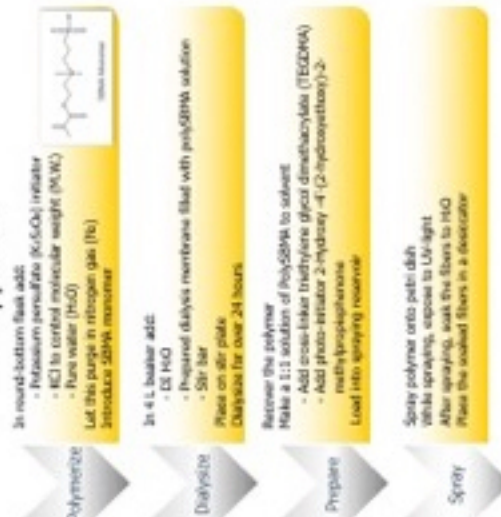 Polymerize
In round-bottom flask add:
- Potassium persulfate (K₂S₂O₈) initiator
- KCl to control molecular weight (M.W.)
- Pure water (H₂O)
Let this purge in nitrogen gas (N₂)
Introduce SBMA monomer
SBMA Monomer
Dialysize
In 4 L beaker add:
- DI H₂O
- Prepared dialysis membrane filled with polySBMA solution
- Stir bar
Place on stir plate
Dialysize for over 24 hours
Prepare
Recover the polymer
Make a 1:1 solution of PolySBMA to solvent
- Add cross-linker triethylene glycol dimethacrylate (TEGDMA)
- Add photo-initiator 2-Hydroxy -4'-(2-hydroxyethoxy)-2-
methylpropiophenone
Load into spraying reservoir
Spray
Spray polymer onto petri dish
While spraying, expose to UV-light
After spraying, soak the fibers to H₂O
Place the soaked fibers in a desicator